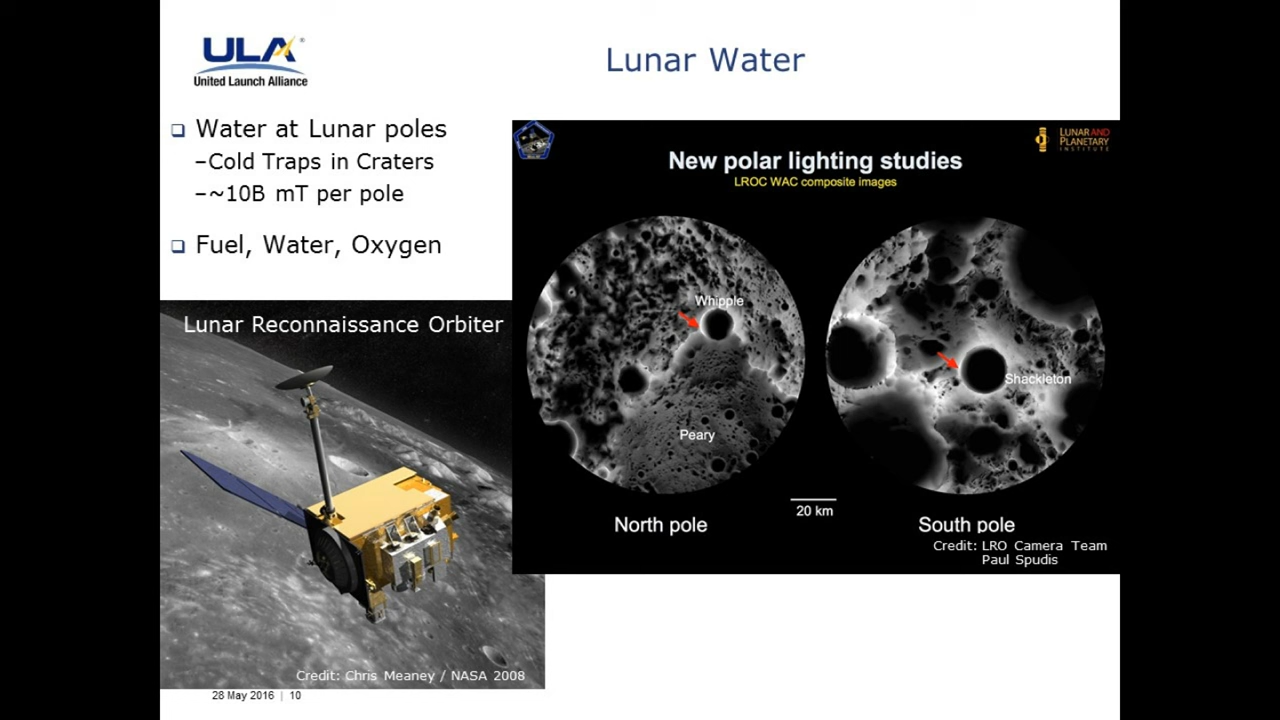 ULA
United Launch Alliance
Lunar Water
❑ Water at Lunar poles
–Cold Traps in Craters
–~10B mT per pole
❑ Fuel, Water, Oxygen
Lunar Reconnaissance Orbiter
Credit: Chris Meaney / NASA 2008
LUNAR AND
PLANETARY
INSTITUTE
New polar lighting studies
LROC WAC composite images
Whipple
Peary
Shackleton
North pole
20 km
South pole
Credit: LRO Camera Team
Paul Spudis
28 May 2016 | 10